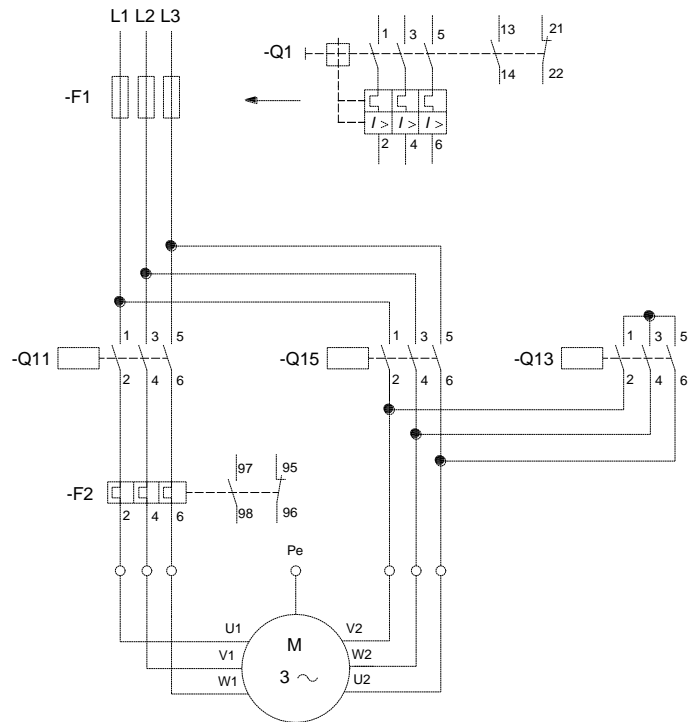 L1 L2 L3
-Q1
1 3 5
13
21
14
22
-F1
I > I > I >
2 4 6
-Q11
1 3 5
2 4 6
-Q15
1 3 5
2 4 6
-Q13
1 3 5
2 4 6
-F2
97
95
98
96
2 4 6
Pe
U1
V2
M
V1
W2
3 ~
W1
U2